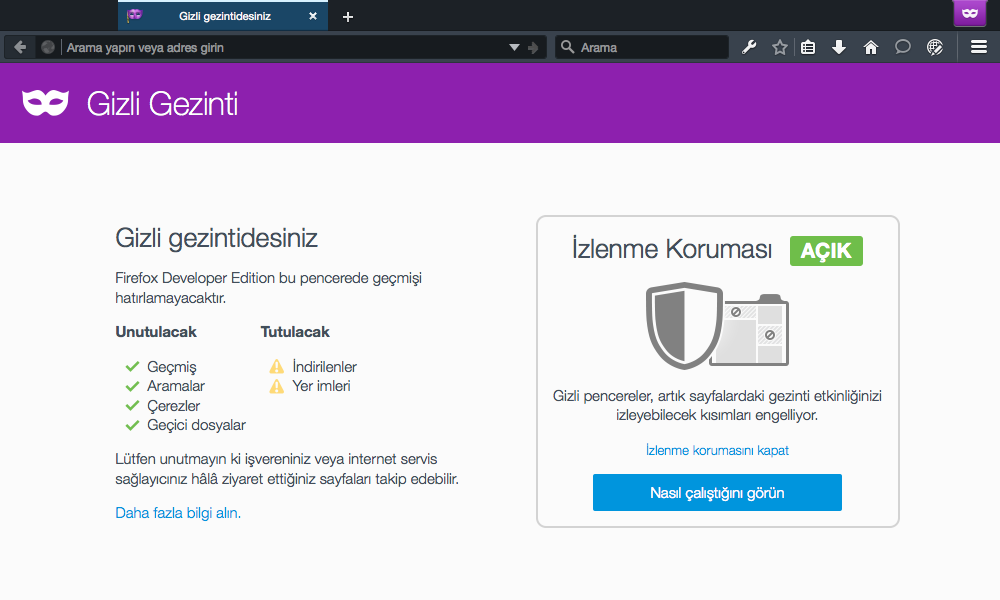 Gizli gezintidesiniz
Arama yapın veya adres girin
Arama
Gizli Gezinti
Gizli gezintidesiniz
Firefox Developer Edition bu pencerede geçmişi
hatırlamayacaktır.
Unutulacak
Geçmiş
Aramalar
Çerezler
Geçici dosyalar
Tutulacak
İndirilenler
Yer imleri
Lütfen unutmayın ki işvereniniz veya internet servis
sağlayıcınız hâlâ ziyaret ettiğiniz sayfaları takip edebilir.
Daha fazla bilgi alın.
İzlenme Koruması AÇIK
Gizli pencereler, artık sayfalardaki gezinti etkinliğinizi
izleyebilecek kısımları engelliyor.
İzlenme korumasını kapat
Nasıl çalıştığını görün